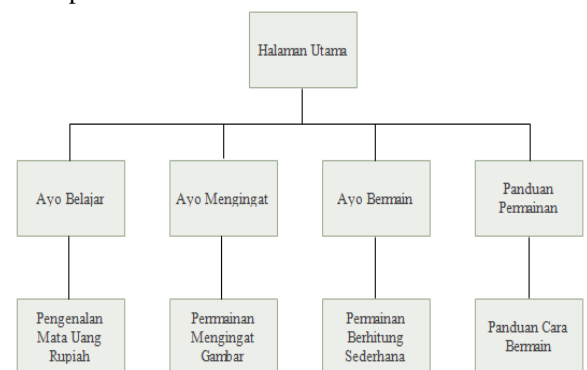 Halaman Utama
Ayo Belajar
Ayo Mengingat
Ayo Bermain
Panduan
Permainan
Pengenalan
Mata Uang
Rupiah
Permainan
Mengingat
Gambar
Permainan
Berhitung
Sederhana
Panduan Cara
Bermain